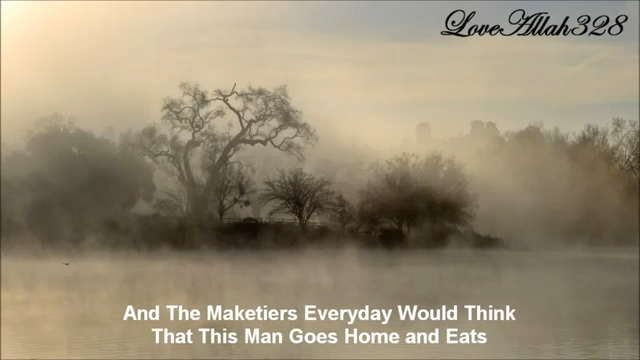 LoveAllah328
And The Maketiers Everyday Would Think
That This Man Goes Home and Eats